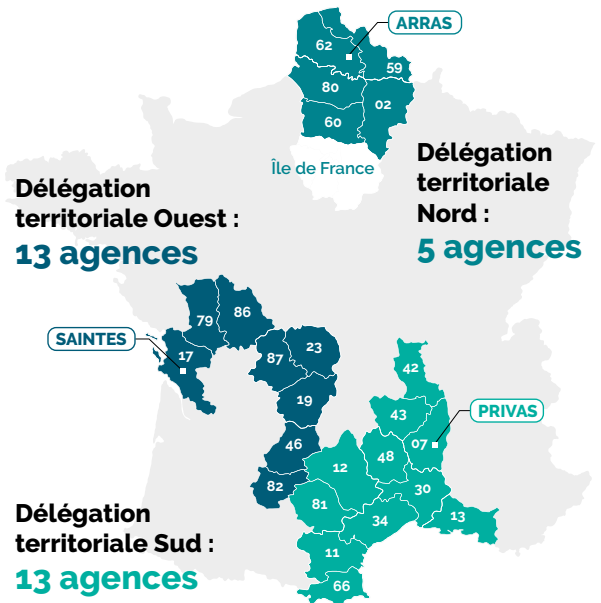 ARRAS
62
59
80
02
60
Île de France
Délégation
territoriale
Nord :
5 agences
Délégation
territoriale Ouest :
13 agences
79
86
SAINTES
17
87
23
19
46
82
42
43
PRIVAS
07
48
12
30
81
34
13
11
66
Délégation
territoriale Sud :
13 agences